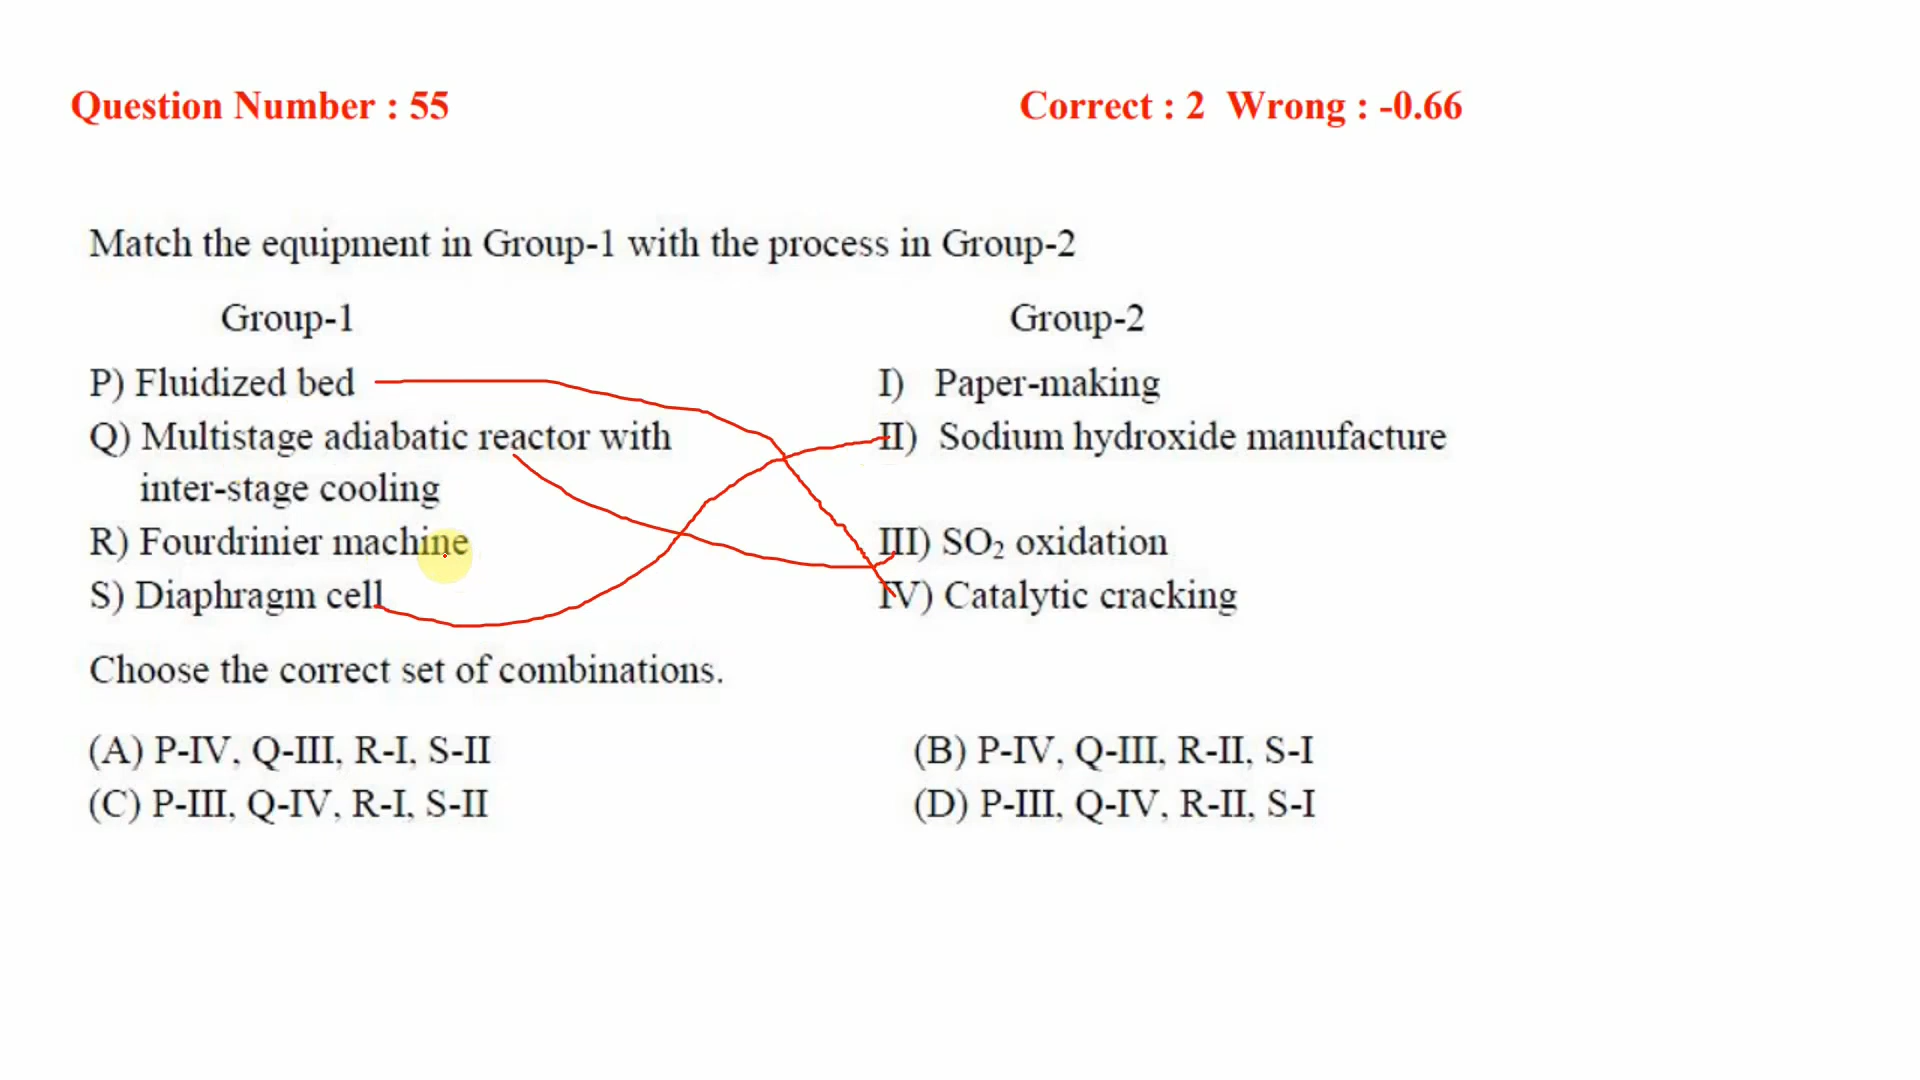 Question Number : 55 Correct : 2 Wrong : -0.66
Match the equipment in Group-1 with the process in Group-2
Group-1 Group-2
P) Fluidized bed I) Paper-making
Q) Multistage adiabatic reactor with II) Sodium hydroxide manufacture
inter-stage cooling
R) Fourdrinier machine III) SO₂ oxidation
S) Diaphragm cell IV) Catalytic cracking
Choose the correct set of combinations.
(A) P-IV, Q-III, R-I, S-II (B) P-IV, Q-III, R-II, S-I
(C) P-III, Q-IV, R-I, S-II (D) P-III, Q-IV, R-II, S-I